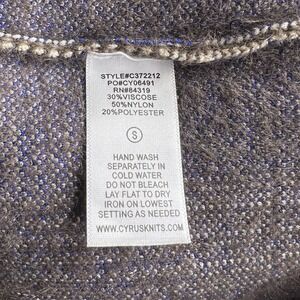 STYLE#C372212
PO#CY06491
RN#84319
30%VISCOSE
50%NYLON
20%POLYESTER
S
HAND WASH
SEPARATELY IN
COLD WATER
DO NOT BLEACH
LAY FLAT TO DRY
IRON ON LOWEST
SETTING AS NEEDED
WWW.CYRUSKNITS.COM